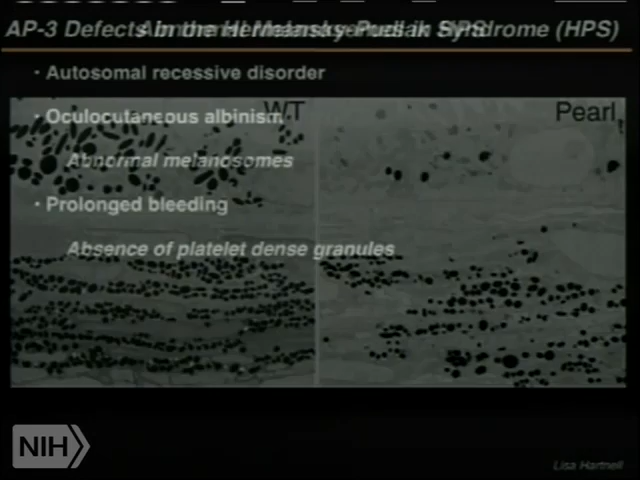 AP-3 Defects in the Hermansky-Pudlak Syndrome (HPS)
· Autosomal recessive disorder
· Oculocutaneous albinism
WT
Pearl
Abnormal melanosomes
· Prolonged bleeding
Absence of platelet dense granules
NIH
Lisa Hartnell